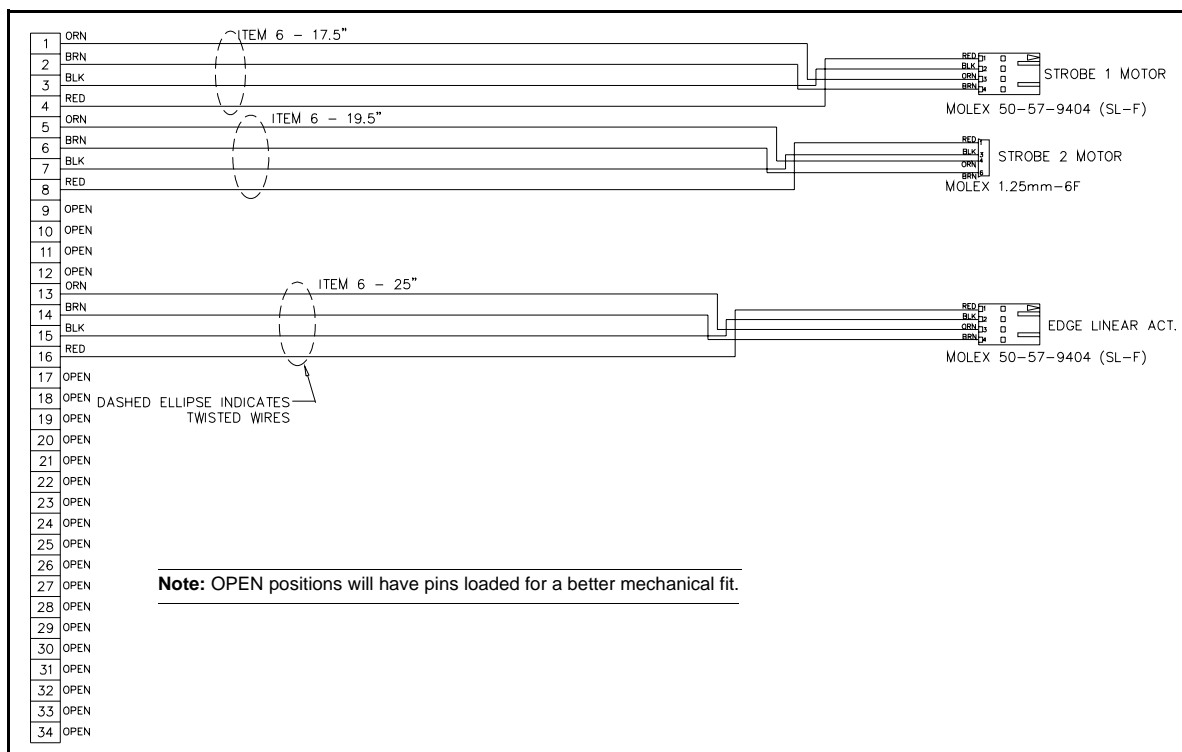 1 ORN
2 BRN
3 BLK
4 RED
ITEM 6 - 17.5"
RED 1
BLK 2
ORN 3
BRN 4
STROBE 1 MOTOR
MOLEX 50-57-9404 (SL-F)
5 ORN
6 BRN
7 BLK
8 RED
ITEM 6 - 19.5"
RED 1
BLK 3
ORN 4
BRN 6
STROBE 2 MOTOR
MOLEX 1.25mm-6F
9 OPEN
10 OPEN
11 OPEN
12 OPEN
13 ORN
14 BRN
15 BLK
16 RED
ITEM 6 - 25"
RED 1
BLK 2
ORN 3
BRN 4
EDGE LINEAR ACT.
MOLEX 50-57-9404 (SL-F)
17 OPEN
18 OPEN
19 OPEN
DASHED ELLIPSE INDICATES
TWISTED WIRES
20 OPEN
21 OPEN
22 OPEN
23 OPEN
24 OPEN
25 OPEN
26 OPEN
27 OPEN
Note: OPEN positions will have pins loaded for a better mechanical fit.
28 OPEN
29 OPEN
30 OPEN
31 OPEN
32 OPEN
33 OPEN
34 OPEN